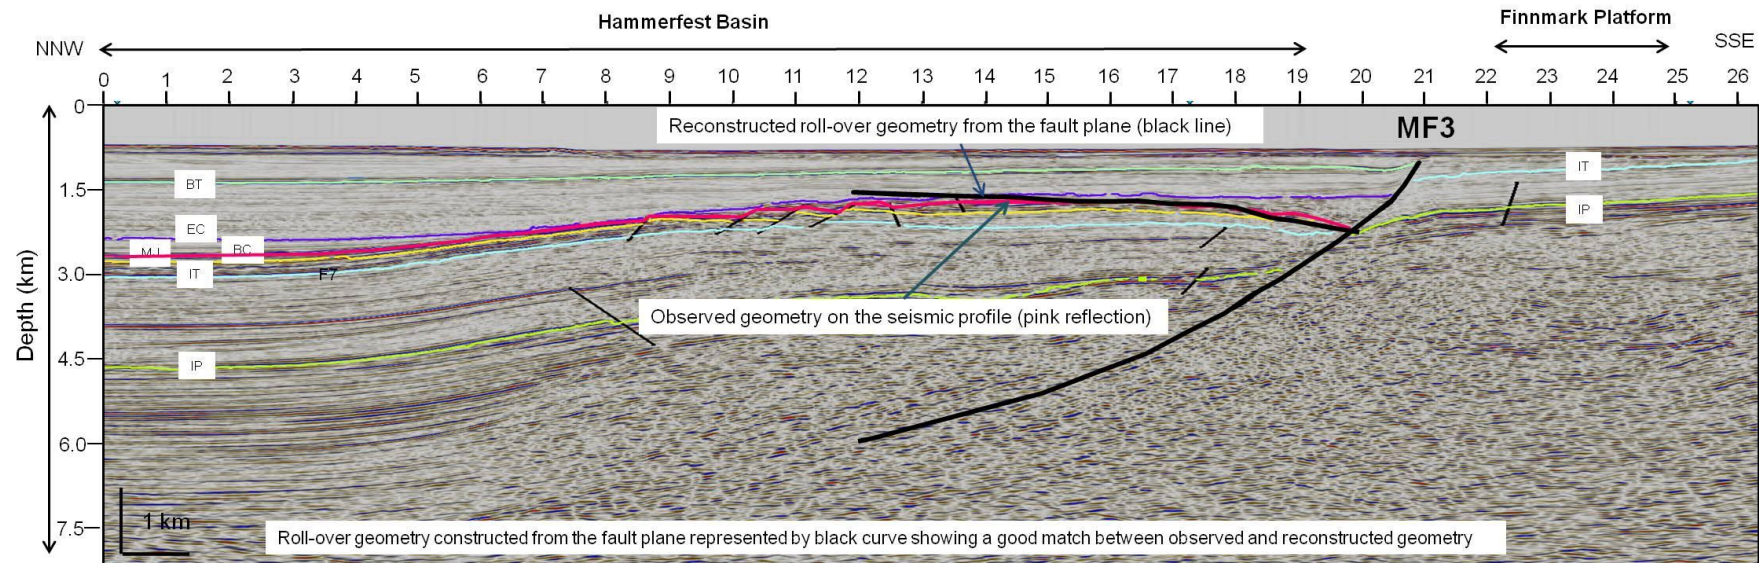 Hammerfest Basin
Finnmark Platform
NNW
SSE
0 1 2 3 4 5 6 7 8 9 10 11 12 13 14 15 16 17 18 19 20 21 22 23 24 25 26
0
Reconstructed roll-over geometry from the fault plane (black line)
MF3
BT
IT
1.5
IP
EC
MJ
BC
IT
F7
3.0
Observed geometry on the seismic profile (pink reflection)
Depth (km)
4.5
IP
6.0
1 km
7.5
Roll-over geometry constructed from the fault plane represented by black curve showing a good match between observed and reconstructed geometry